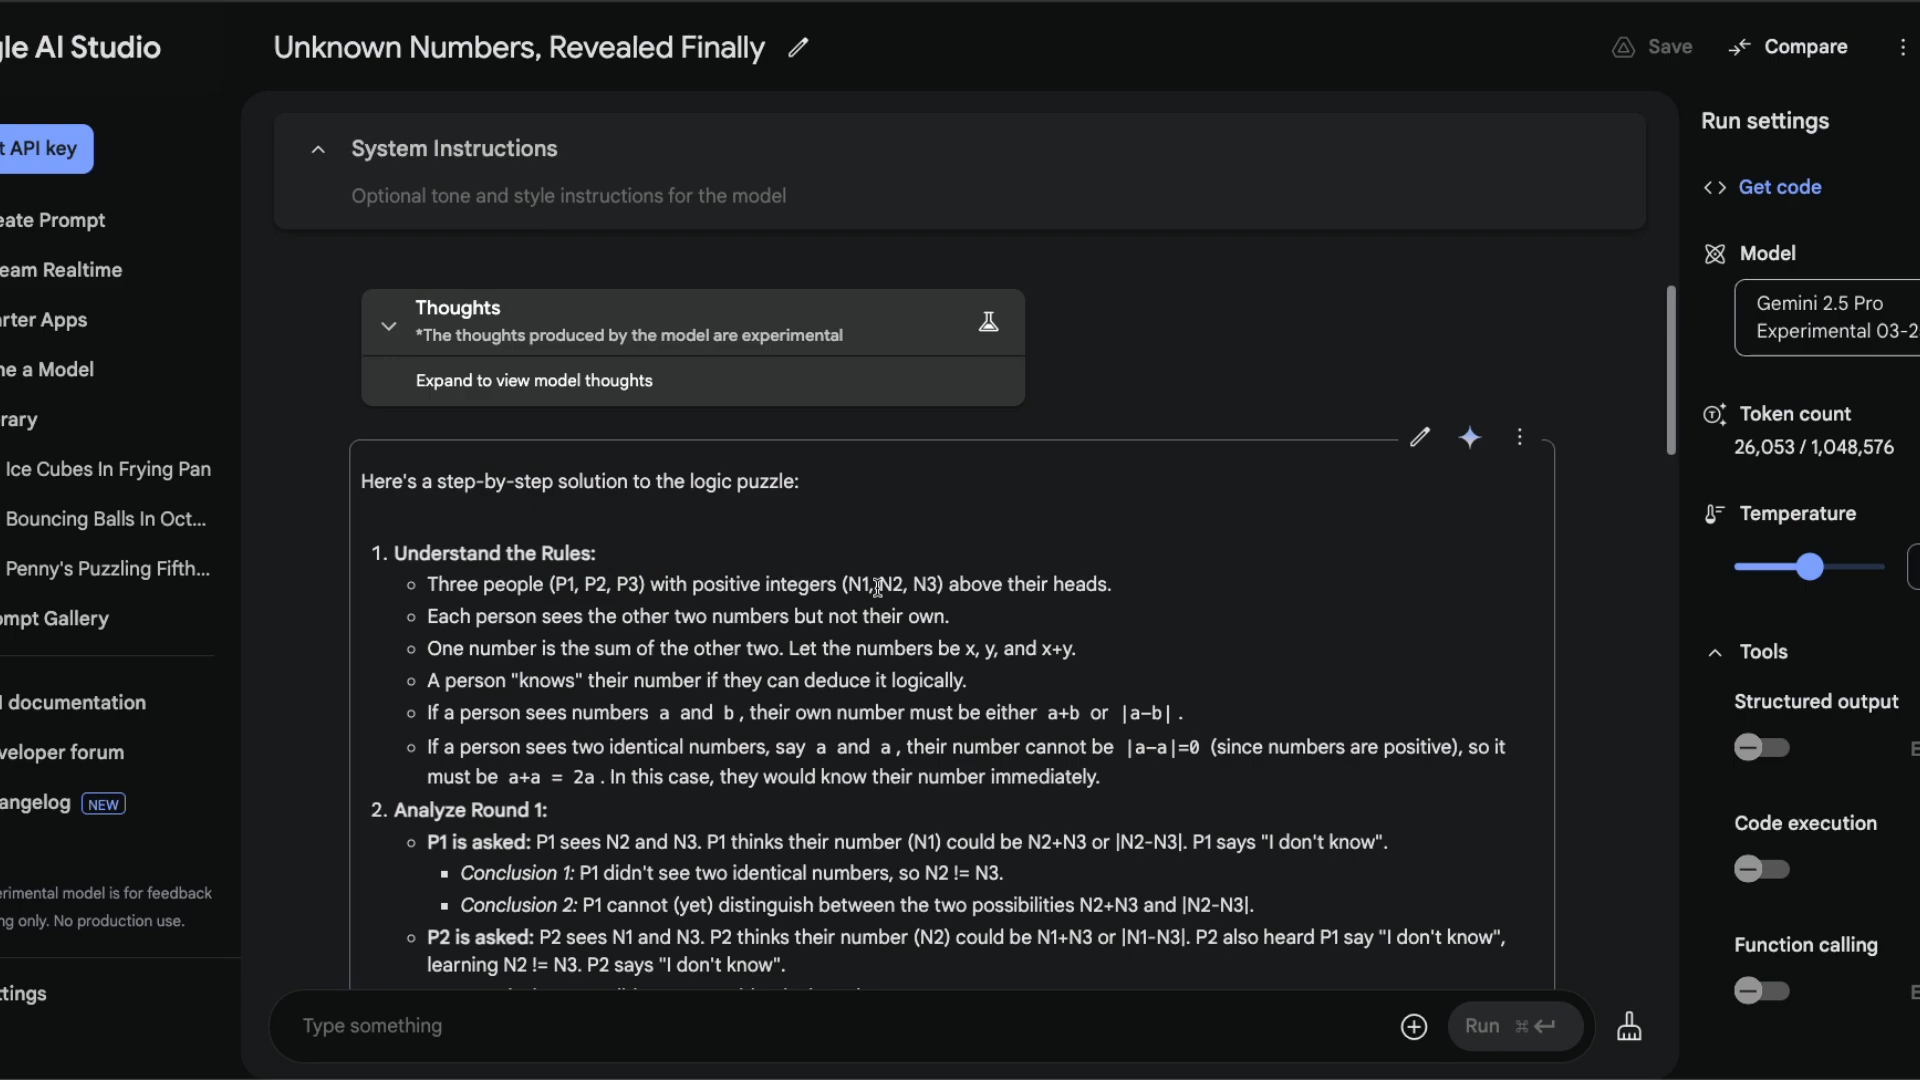 le AI Studio
Unknown Numbers, Revealed Finally
Save
Compare
t API key
eate Prompt
eam Realtime
rter Apps
ne a Model
rary
Ice Cubes In Frying Pan
Bouncing Balls In Oct...
Penny's Puzzling Fifth...
ompt Gallery
I documentation
veloper forum
angelog NEW
erimental model is for feedback
ng only. No production use.
ttings
System Instructions
Optional tone and style instructions for the model
Thoughts
*The thoughts produced by the model are experimental
Expand to view model thoughts
Here's a step-by-step solution to the logic puzzle:
1. Understand the Rules:
Three people (P1, P2, P3) with positive integers (N1, N2, N3) above their heads.
Each person sees the other two numbers but not their own.
One number is the sum of the other two. Let the numbers be x, y, and x+y.
A person "knows" their number if they can deduce it logically.
If a person sees numbers a and b, their own number must be either a+b or |a-b|.
If a person sees two identical numbers, say a and a, their number cannot be |a-a|=0 (since numbers are positive), so it
must be a+a = 2a. In this case, they would know their number immediately.
2. Analyze Round 1:
P1 is asked: P1 sees N2 and N3. P1 thinks their number (N1) could be N2+N3 or |N2-N3|. P1 says "I don't know".
Conclusion 1: P1 didn't see two identical numbers, so N2 != N3.
Conclusion 2: P1 cannot (yet) distinguish between the two possibilities N2+N3 and |N2-N3|.
P2 is asked: P2 sees N1 and N3. P2 thinks their number (N2) could be N1+N3 or |N1-N3|. P2 also heard P1 say "I don't know",
learning N2 != N3. P2 says "I don't know".
Type something
Run ⌘
Run settings
Get code
Model
Gemini 2.5 Pro
Experimental 03-2
Token count
26,053 / 1,048,576
Temperature
Tools
Structured output
E
Code execution
Function calling
E